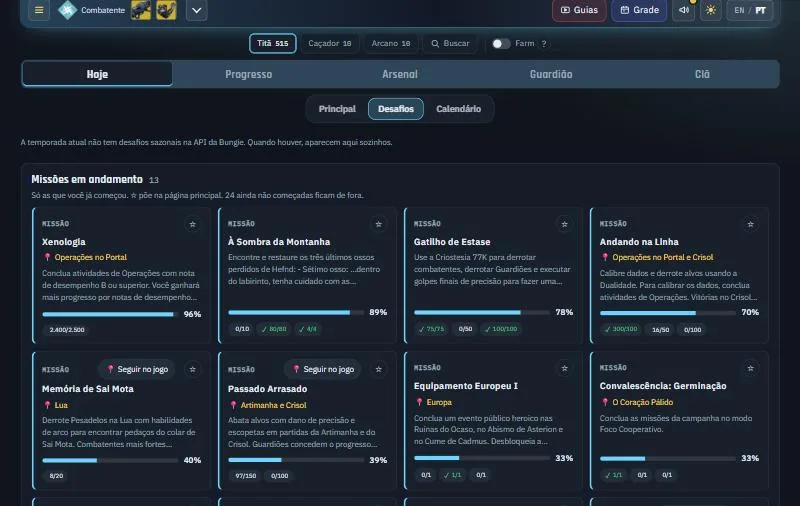 Combatente
Guias
Grade
EN / PT
Titã 515
Caçador 10
Arcano 10
Buscar
Farm ?
Hoje
Progresso
Arsenal
Guardião
Clã
Principal
Desafios
Calendário
A temporada atual não tem desafios sazonais na API da Bungie. Quando houver, aparecem aqui sozinhos.
Missões em andamento 13
Só as que você já começou. ☆ põe na página principal. 24 ainda não começadas ficam de fora.
MISSÃO
Xenologia
Operações no Portal
Conclua atividades de Operações com nota
de desempenho B ou superior. Você ganhará
mais progresso por notas de desempenho...
96%
2.400/2.500
MISSÃO
À Sombra da Montanha
Encontre e restaure os três últimos ossos
perdidos de Hefnd: - Sétimo osso: ...dentro
do labirinto, tenha cuidado com as...
89%
0/10
✓ 80/80
✓ 4/4
MISSÃO
Gatilho de Estase
Use a Criostesia 77K para derrotar
combatentes, derrotar Guardiões e executar
golpes finais de precisão para fazer uma...
78%
✓ 75/75
0/50
✓ 100/100
MISSÃO
Andando na Linha
Operações no Portal e Crisol
Calibre dados e derrote alvos usando a
Dualidade. Para calibrar os dados, conclua
atividades de Operações. Vitórias no Crisol...
70%
✓ 300/300
16/50
0/100
MISSÃO
Seguir no jogo
Memória de Sai Mota
Lua
Derrote Pesadelos na Lua com habilidades
de arco para encontrar pedaços do colar de
Sai Mota. Combatentes mais fortes...
40%
8/20
MISSÃO
Seguir no jogo
Passado Arrasado
Artimanha e Crisol
Abata alvos com dano de precisão e
escopetas em partidas da Artimanha e do
Crisol. Guardiões concedem o progresso...
39%
97/150
0/100
MISSÃO
Equipamento Europeu I
Europa
Conclua um evento público heroico nas
Ruínas do Ocaso, no Abismo de Asterion e
no Cume de Cadmus. Desbloqueia a...
33%
0/1
✓ 1/1
0/1
MISSÃO
Convalescência: Germinação
O Coração Pálido
Conclua as missões da campanha no modo
Foco Cooperativo.
33%
✓ 1/1
0/1
0/1